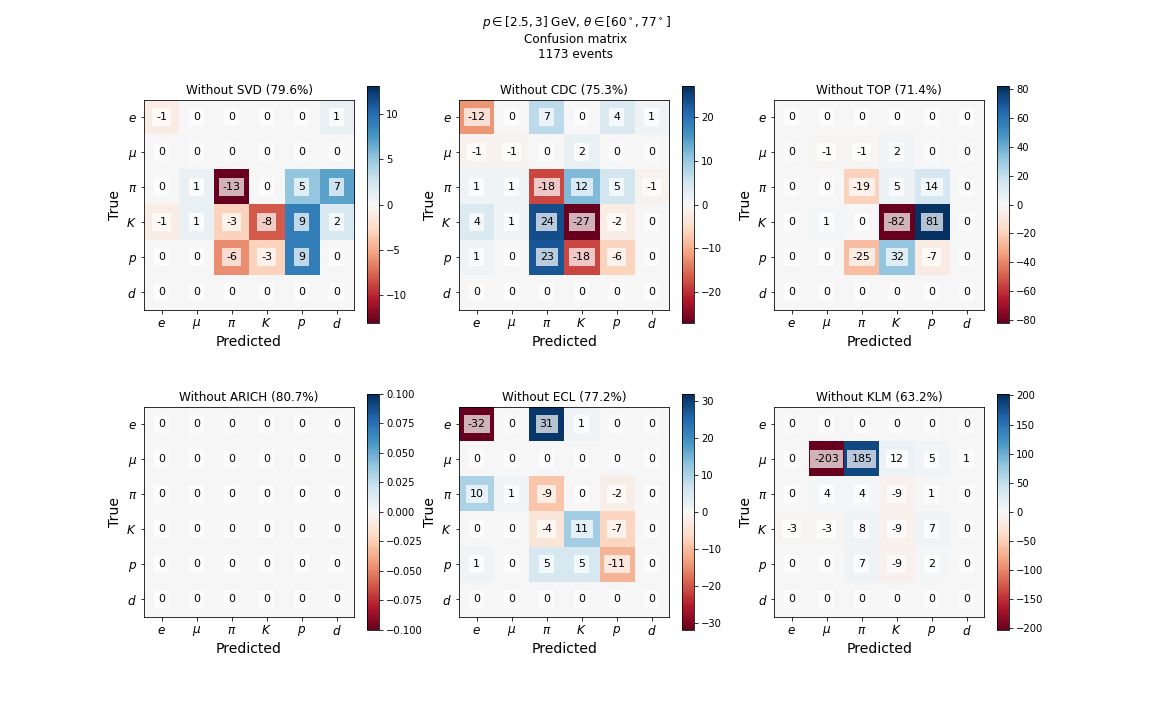 p ∈ [2.5, 3] GeV, θ ∈ [60°, 77°]
Confusion matrix
1173 events
Without SVD (79.6%)
e -1 0 0 0 0 1
μ 0 0 0 0 0 0
π 0 1 -13 0 5 7
K -1 1 -3 -8 9 2
p 0 0 -6 -3 9 0
d 0 0 0 0 0 0
e μ π K p d
True
Predicted
10
5
0
−5
−10
Without CDC (75.3%)
-12 0 7 0 4 1
e
μ -1 -1 0 2 0 0
π 1 1 -18 12 5 -1
K 4 1 24 -27 -2 0
p 1 0 23 -18 -6 0
d 0 0 0 0 0 0
e μ π K p d
True
Predicted
20
10
0
−10
−20
Without TOP (71.4%)
e 0 0 0 0 0 0
μ 0 -1 -1 2 0 0
π 0 0 -19 5 14 0
K 0 1 0 -82 81 0
p 0 0 -25 32 -7 0
d 0 0 0 0 0 0
e μ π K p d
True
Predicted
80
60
40
20
0
−20
−40
−60
−80
Without ARICH (80.7%)
e 0 0 0 0 0 0
μ 0 0 0 0 0 0
π 0 0 0 0 0 0
K 0 0 0 0 0 0
p 0 0 0 0 0 0
d 0 0 0 0 0 0
e μ π K p d
True
Predicted
0.100
0.075
0.050
0.025
0.000
−0.025
−0.050
−0.075
−0.100
Without ECL (77.2%)
e -32 0 31 1 0 0
μ 0 0 0 0 0 0
π 10 1 -9 0 -2 0
K 0 0 -4 11 -7 0
p 1 0 5 5 -11 0
d 0 0 0 0 0 0
e μ π K p d
True
Predicted
30
20
10
0
−10
−20
−30
Without KLM (63.2%)
e 0 0 0 0 0 0
μ 0 -203 185 12 5 1
π 0 4 4 -9 1 0
K -3 -3 8 -9 7 0
p 0 0 7 -9 2 0
d 0 0 0 0 0 0
e μ π K p d
True
Predicted
200
150
100
50
0
−50
−100
−150
−200